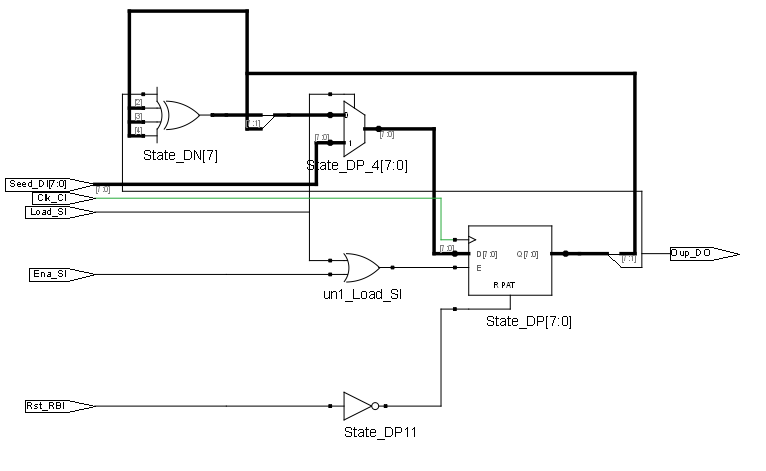 [2]
[3]
[4]
[7:1]
State_DN[7]
0
1
[7:0]
[7:0]
State_DP_4[7:0]
Seed_DI[7:0]
[7:0]
Clk_CI
Load_SI
Ena_SI
un1_Load_SI
[7:0]
D[7:0]
Q[7:0]
E
R PAT
[7:1]
Oup_DO
State_DP[7:0]
Rst_RBI
State_DP11